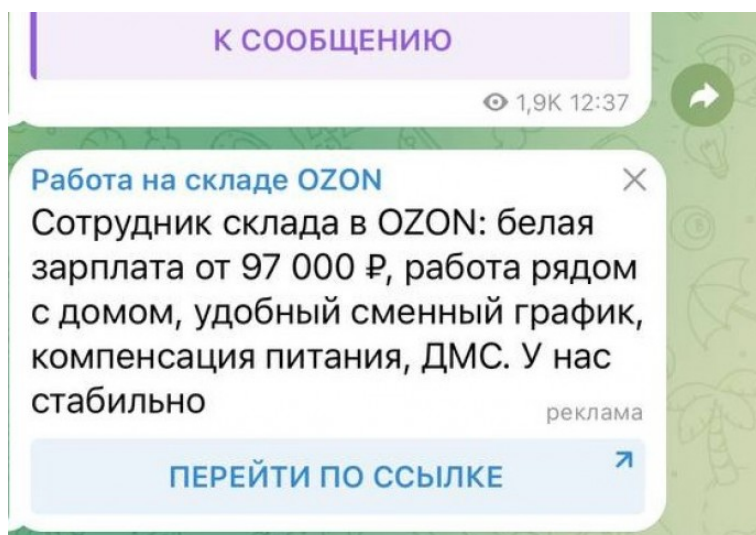 К СООБЩЕНИЮ
1,9K 12:37
Работа на складе OZON
Сотрудник склада в OZON: белая
зарплата от 97 000 ₽, работа рядом
с домом, удобный сменный график,
компенсация питания, ДМС. У нас
стабильно
реклама
ПЕРЕЙТИ ПО ССЫЛКЕ